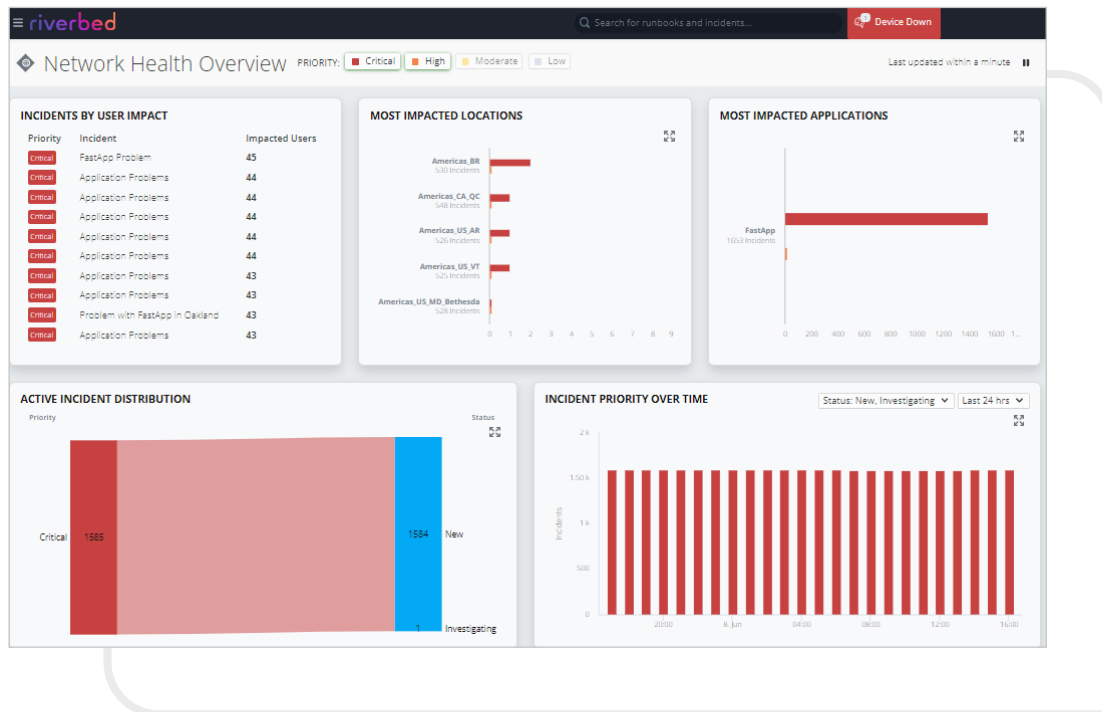 riverbed
Search for runbooks and incidents...
Device Down
Network Health Overview
PRIORITY:
Critical
High
Moderate
Low
Last updated within a minute
INCIDENTS BY USER IMPACT
Priority Incident Impacted Users
Critical FastApp Problem 45
Critical Application Problems 44
Critical Application Problems 44
Critical Application Problems 44
Critical Application Problems 44
Critical Application Problems 44
Critical Application Problems 43
Critical Application Problems 43
Critical Problem with FastApp in Oakland 43
Critical Application Problems 43
MOST IMPACTED LOCATIONS
Americas_BR
530 Incidents
Americas_CA_QC
548 Incidents
Americas_US_AR
526 Incidents
Americas_US_VT
525 Incidents
Americas_US_MD_Bethesda
528 Incidents
0 1 2 3 4 5 6 7 8 9
MOST IMPACTED APPLICATIONS
FastApp
1653 Incidents
0 200 400 600 800 1000 1200 1400 1600 1...
ACTIVE INCIDENT DISTRIBUTION
Priority
Status
Critical
1585
1584
New
1
Investigating
INCIDENT PRIORITY OVER TIME
Status: New, Investigating
Last 24 hrs
2 k
1.50 k
1 k
500
0
Incidents
20:00 8. Jun 04:00 08:00 12:00 16:00